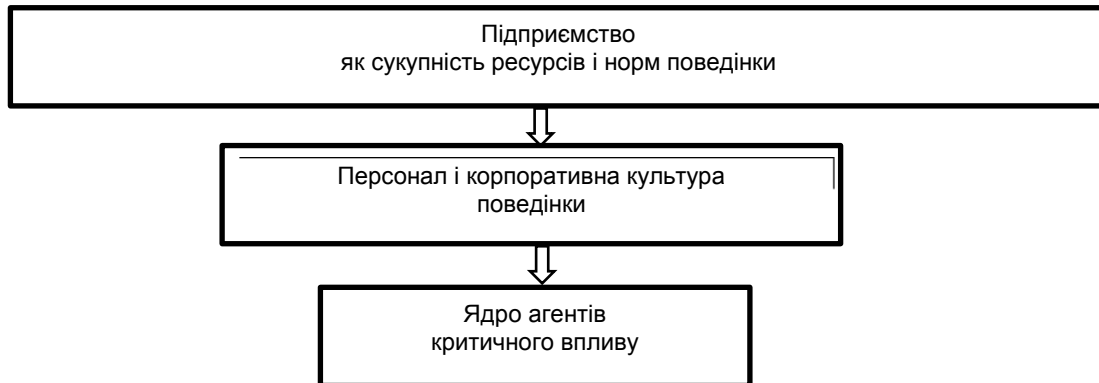 Підприємство
як сукупність ресурсів і норм поведінки
Персонал і корпоративна культура
поведінки
Ядро агентів
критичного впливу